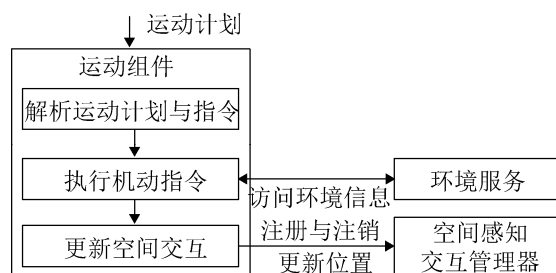 运动计划
运动组件
解析运动计划与指令
执行机动指令
访问环境信息
环境服务
更新空间交互
注册与注销
更新位置
空间感知
交互管理器